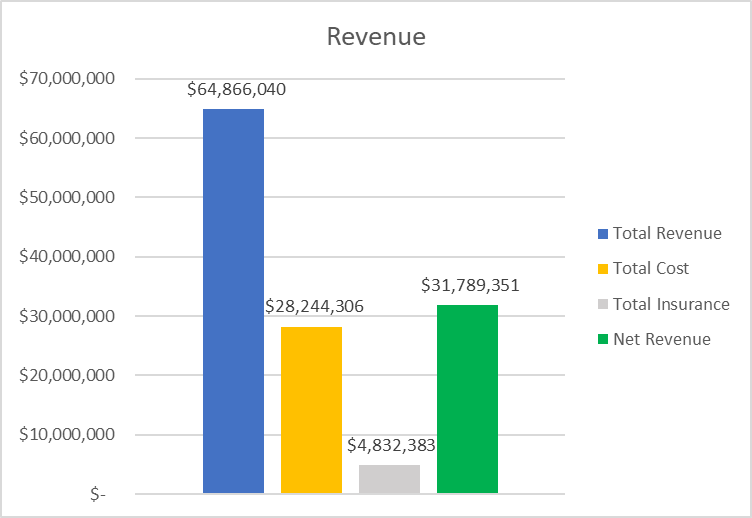 Revenue
$70,000,000
$60,000,000
$50,000,000
$40,000,000
$30,000,000
$20,000,000
$10,000,000
$-
$64,866,040
$28,244,306
$4,832,383
$31,789,351
Total Revenue
Total Cost
Total Insurance
Net Revenue